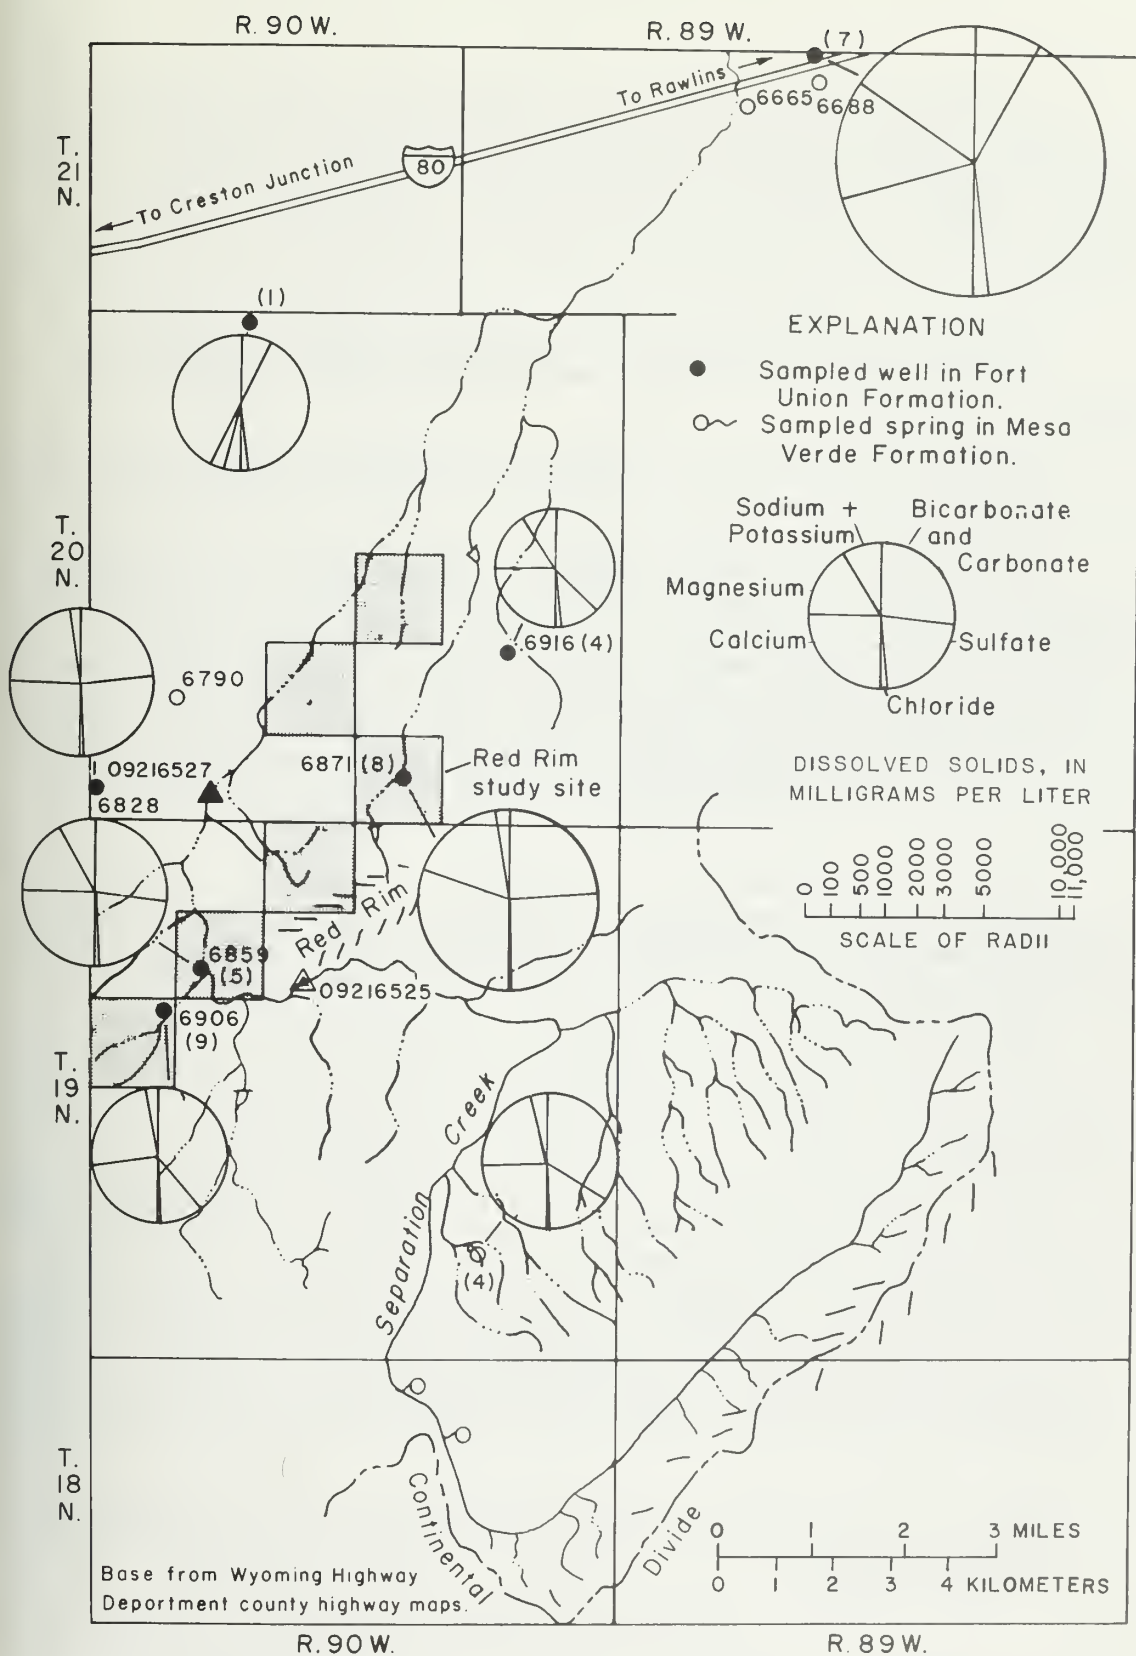 R. 90 W.
R. 89 W.
(7)
To Rawlins
6665
6688
T.
21
N.
80
To Creston Junction
(1)
EXPLANATION
Sampled well in Fort
Union Formation.
Sampled spring in Mesa
Verde Formation.
T.
20
N.
Sodium +
Potassium
Bicarbonate
and
Carbonate
Magnesium
Calcium
Sulfate
Chloride
6916 (4)
6790
1
09216527
6828
6871 (8)
Red Rim
study site
DISSOLVED SOLIDS, IN
MILLIGRAMS PER LITER
0
100
500
1000
2000
3000
5000
10,000
11,000
SCALE OF RADII
Red Rim
6859
(5)
09216525
6906
(9)
T.
19
N.
Separation Creek
(4)
T.
18
N.
Continental Divide
0 1 2 3 MILES
0 1 2 3 4 KILOMETERS
Base from Wyoming Highway
Department county highway maps.
R. 90 W.
R. 89 W.